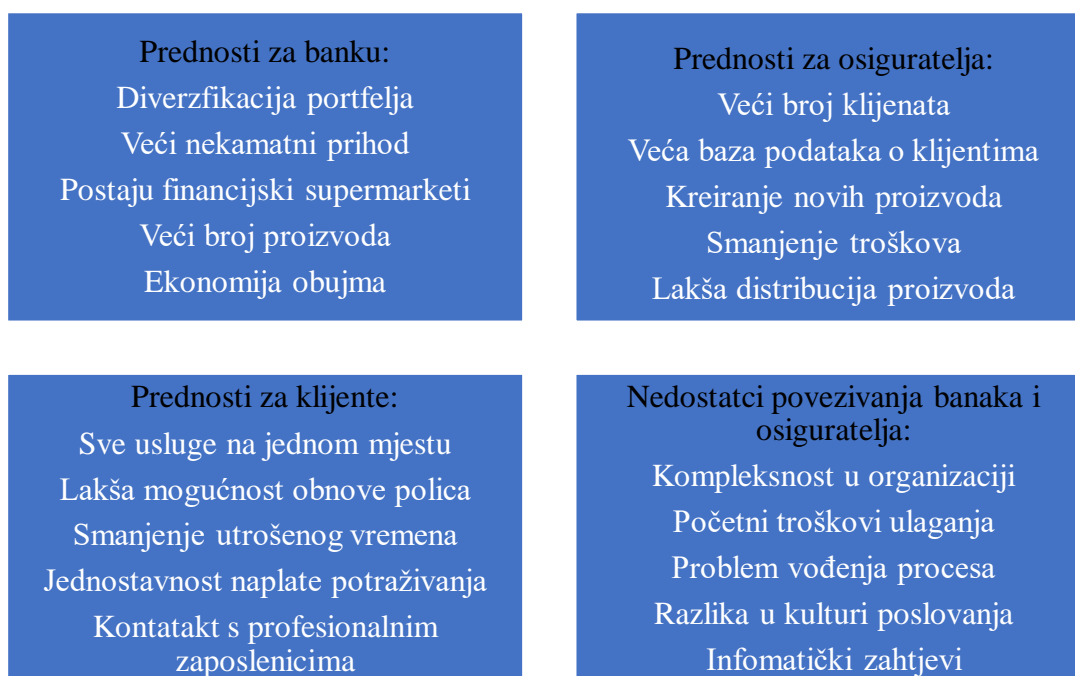 Prednosti za banku:
Diverzfikacija portfelja
Veći nekamatni prihod
Postaju financijski supermarketi
Veći broj proizvoda
Ekonomija obujma
Prednosti za osiguratelja:
Veći broj klijenata
Veća baza podataka o klijentima
Kreiranje novih proizvoda
Smanjenje troškova
Lakša distribucija proizvoda
Prednosti za klijente:
Sve usluge na jednom mjestu
Lakša mogućnost obnove polica
Smanjenje utrošenog vremena
Jednostavnost naplate potraživanja
Kontatakt s profesionalnim
zaposlenicima
Nedostatci povezivanja banaka i
osiguratelja:
Kompleksnost u organizaciji
Početni troškovi ulaganja
Problem vođenja procesa
Razlika u kulturi poslovanja
Infomatički zahtjevi